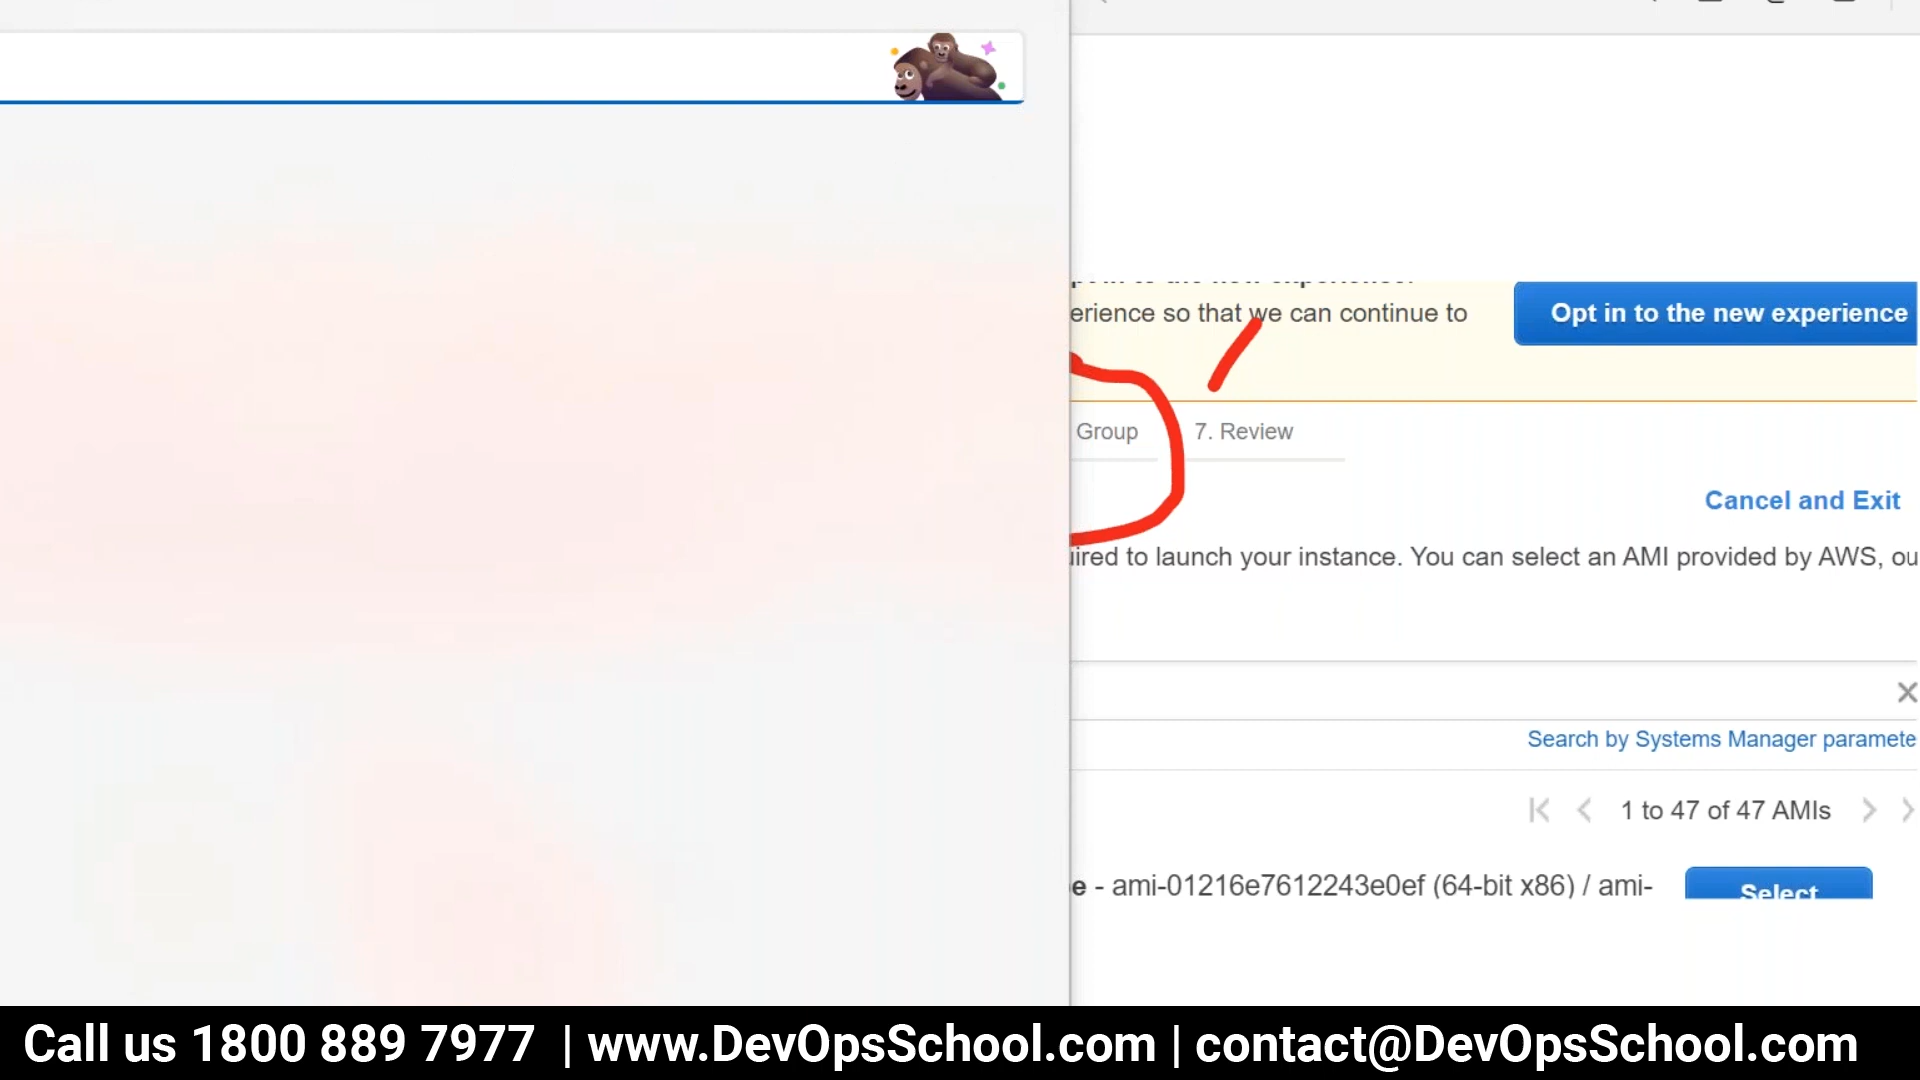 erience so that we can continue to
Opt in to the new experience
Group
7. Review
Cancel and Exit
to launch your instance. You can select an AMI provided by AWS,
Search by Systems Manager
1 to 47 of 47 AMIs
- ami-01216e7612243e0ef (64-bit x86) / ami-
Select
Call us 1800 889 7977 | www.DevOpsSchool.com | contact@DevOpsSchool.com